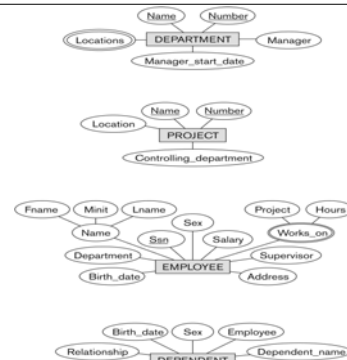 Name Number
Locations DEPARTMENT Manager
Manager_start_date
Name Number
Location
PROJECT
Controlling_department
Fname Minit Lname Project Hours
Name Sex Works_on
Ssn Salary
Department Supervisor
EMPLOYEE
Birth_date Address
Birth_date Sex Employee
Relationship Dependent_name
DEPENDENT